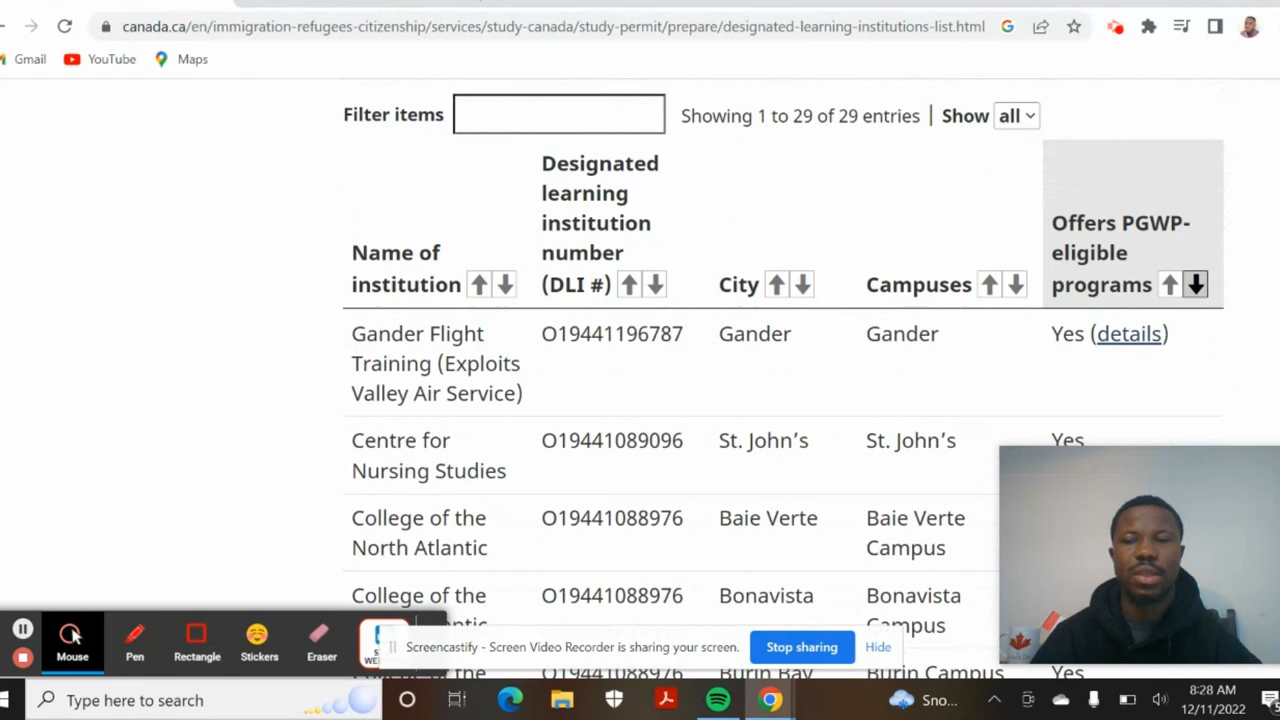 canada.ca/en/immigration-refugees-citizenship/services/study-canada/study-permit/prepare/designated-learning-institutions-list.html
Gmail YouTube Maps
Filter items Showing 1 to 29 of 29 entries Show all
Name of institution
Designated learning institution number (DLI #)
City
Campuses
Offers PGWP-eligible programs
Gander Flight Training (Exploits Valley Air Service) O19441196787 Gander Gander Yes (details)
Centre for Nursing Studies O19441089096 St. John’s St. John’s Yes
College of the North Atlantic O19441088976 Baie Verte Baie Verte Campus
College of the O19441088976 Bonavista Bonavista Campus
O19441088976 Burin Bay Burin Campus Yes
Mouse Pen Rectangle Stickers Eraser
Screencastify - Screen Video Recorder is sharing your screen. Stop sharing Hide
Type here to search
Sno...
8:28 AM
12/11/2022